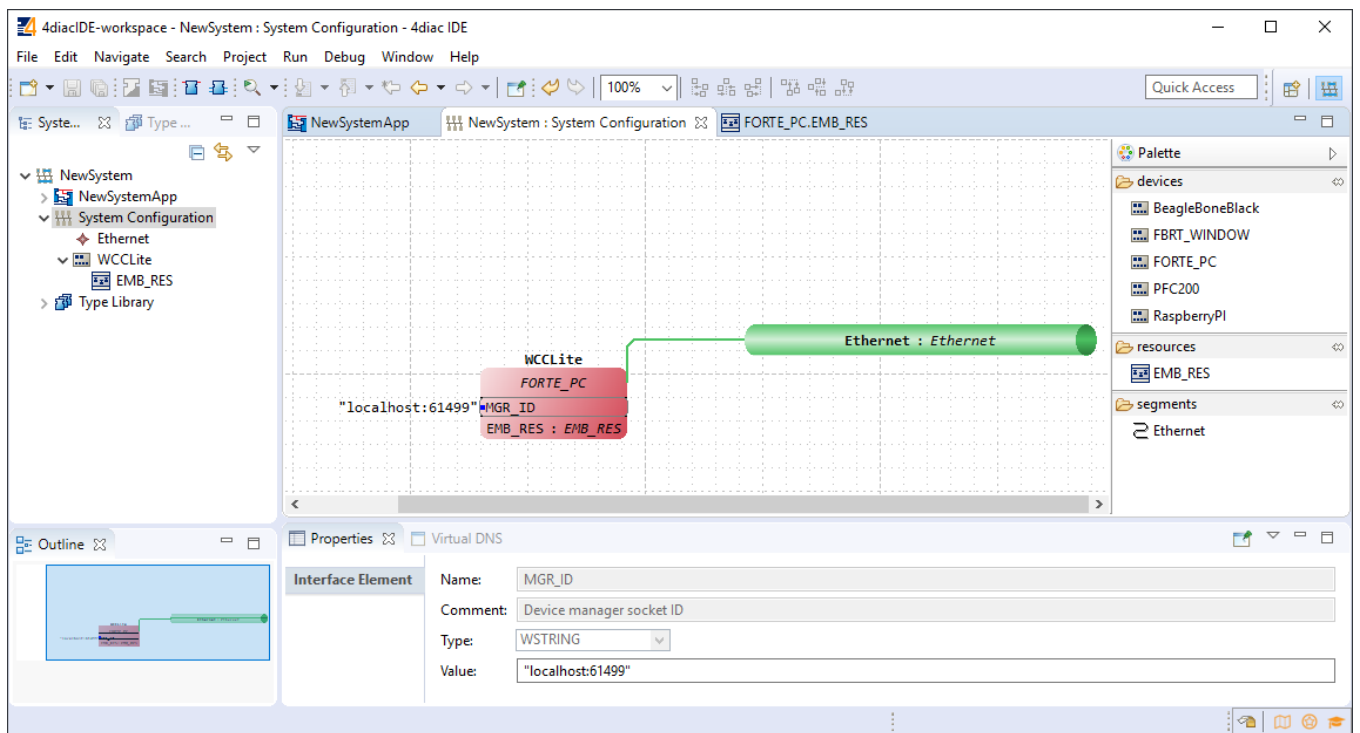 4diacIDE-workspace - NewSystem : System Configuration - 4diac IDE
File Edit Navigate Search Project Run Debug Window Help
100%
Quick Access
Syste... Type ...
NewSystemApp NewSystem : System Configuration FORTE_PC.EMB_RES
NewSystem
NewSystemApp
System Configuration
Ethernet
WCCLite
EMB_RES
Type Library
Ethernet : Ethernet
WCCLite
FORTE_PC
"localhost:61499" MGR_ID
EMB_RES : EMB_RES
Palette
devices
BeagleBoneBlack
FBRT_WINDOW
FORTE_PC
PFC200
RaspberryPI
resources
EMB_RES
segments
Ethernet
Outline
Properties Virtual DNS
Interface Element
Name: MGR_ID
Comment: Device manager socket ID
Type: WSTRING
Value: "localhost:61499"